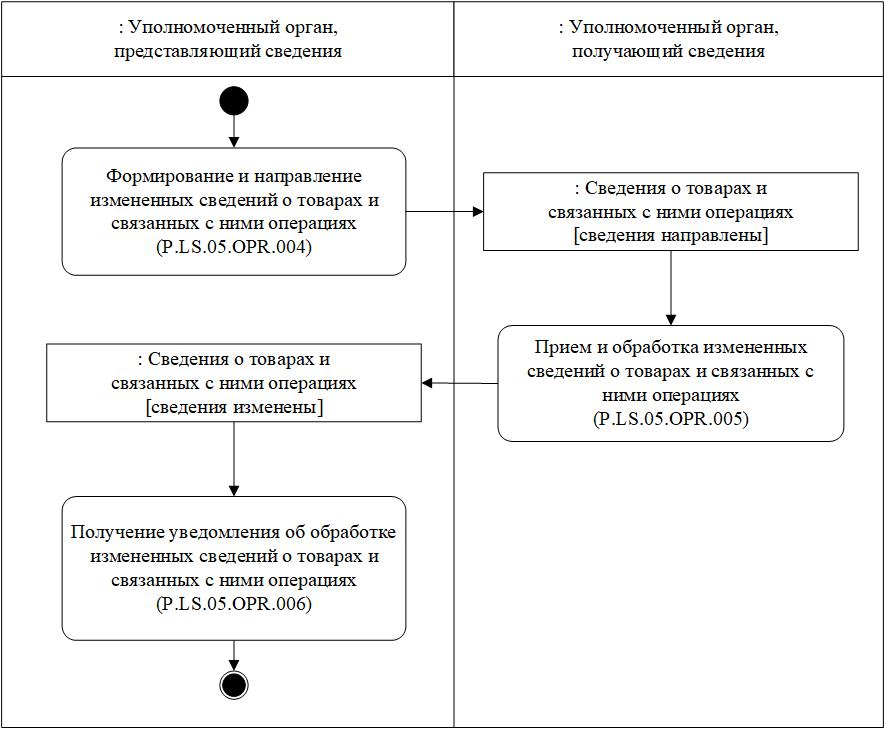 : Уполномоченный орган,
представляющий сведения
: Уполномоченный орган,
получающий сведения
Формирование и направление
измененных сведений о товарах и
связанных с ними операциях
(P.LS.05.OPR.004)
: Сведения о товарах и
связанных с ними операциях
[сведения направлены]
Прием и обработка измененных
сведений о товарах и связанных с
ними операциях
(P.LS.05.OPR.005)
: Сведения о товарах и
связанных с ними операциях
[сведения изменены]
Получение уведомления об обработке
измененных сведений о товарах и
связанных с ними операциях
(P.LS.05.OPR.006)